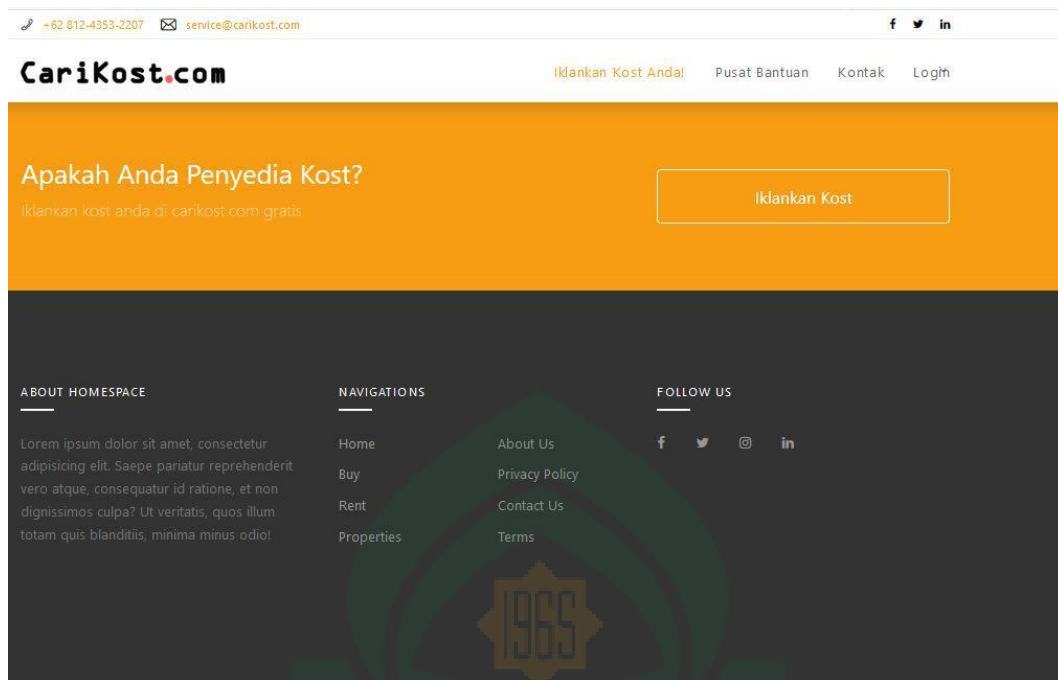 +62 812-4353-2207 service@carikost.com
CariKost.com
Iklankan Kost Anda! Pusat Bantuan Kontak Login
Apakah Anda Penyedia Kost?
Iklankan kost anda di carikost.com gratis
Iklankan Kost
ABOUT HOMESPACE
Lorem ipsum dolor sit amet, consectetur
adipisicing elit. Saepe pariatur reprehenderit
vero atque, consequatur id ratione, et non
dignissimos culpa? Ut veritatis, quos illum
totam quis blanditiis, minima minus odio!
NAVIGATIONS
Home
Buy
Rent
Properties
About Us
Privacy Policy
Contact Us
Terms
FOLLOW US
1965